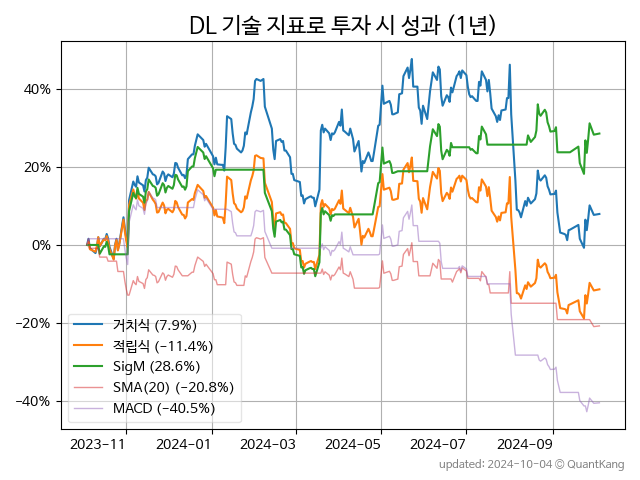 DL 기술 지표로 투자 시 성과 (1년)
40%
20%
0%
−20%
−40%
거치식 (7.9%)
적립식 (−11.4%)
SigM (28.6%)
SMA(20) (−20.8%)
MACD (−40.5%)
2023-11 2024-01 2024-03 2024-05 2024-07 2024-09
updated: 2024-10-04 © QuantKang